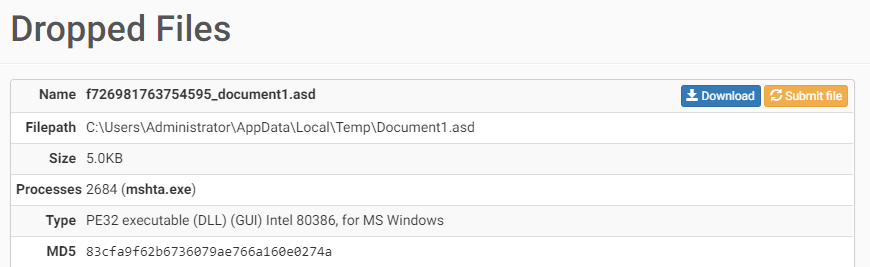 Dropped Files
Name f726981763754595_document1.asd Download Submit file
Filepath C:\Users\Administrator\AppData\Local\Temp\Document1.asd
Size 5.0KB
Processes 2684 (mshta.exe)
Type PE32 executable (DLL) (GUI) Intel 80386, for MS Windows
MD5 83cfa9f62b6736079ae766a160e0274a